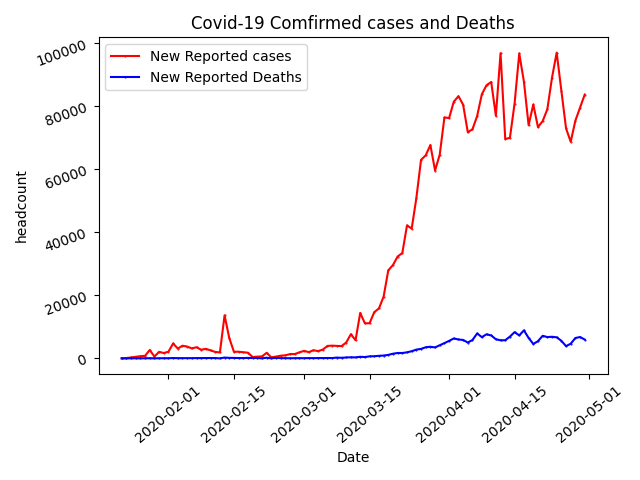 Covid-19 Comfirmed cases and Deaths
New Reported cases
New Reported Deaths
100000
80000
60000
40000
20000
0
headcount
2020-02-01
2020-02-15
2020-03-01
2020-03-15
2020-04-01
2020-04-15
2020-05-01
Date